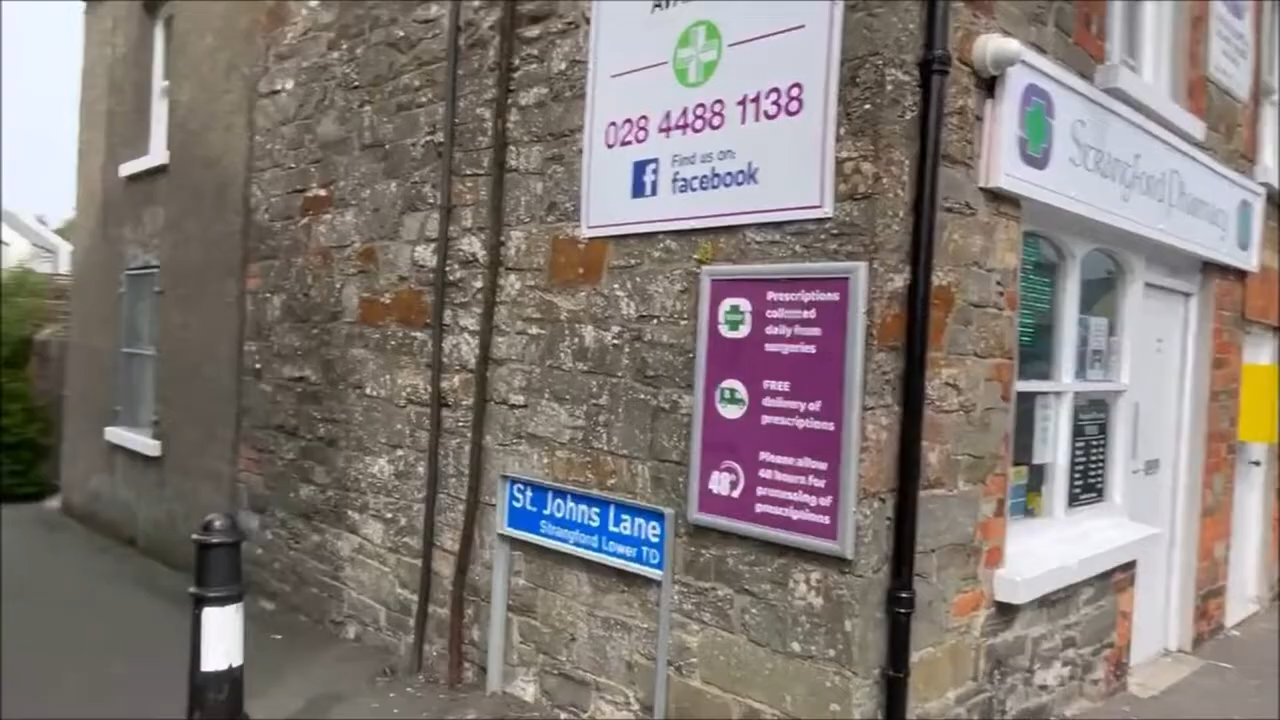 028 4488 1138
Find us on:
facebook
Strangford Pharmacy
Prescriptions
collected
daily from
surgeries
FREE
delivery of
prescriptions
48
Please allow
48 hours for
processing of
prescriptions
St. Johns Lane
Strangford Lower TD